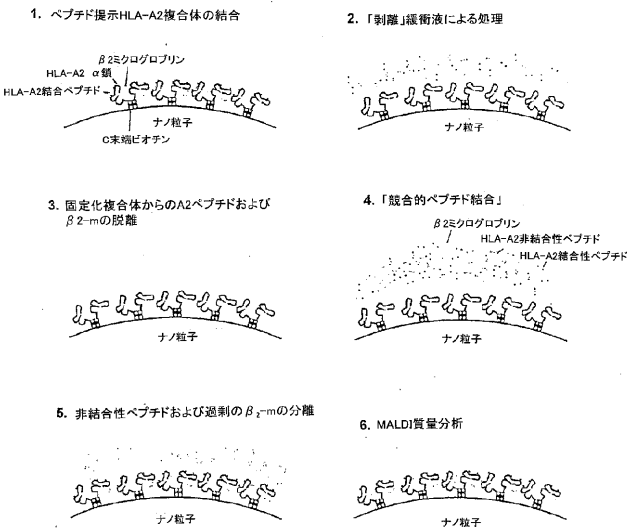 1. ペプチド提示HLA-A2複合体の結合
β2ミクログロブリン
HLA-A2 α鎖
HLA-A2結合ペプチド
ナノ粒子
C末端ビオチン
2. 「剥離」緩衝液による処理
ナノ粒子
3. 固定化複合体からのA2ペプチドおよび
β2-mの脱離
ナノ粒子
4. 「競合的ペプチド結合」
β2ミクログロブリン
HLA-A2非結合性ペプチド
HLA-A2結合性ペプチド
ナノ粒子
5. 非結合性ペプチドおよび過剰のβ₂-mの分離
ナノ粒子
6. MALDI質量分析
ナノ粒子